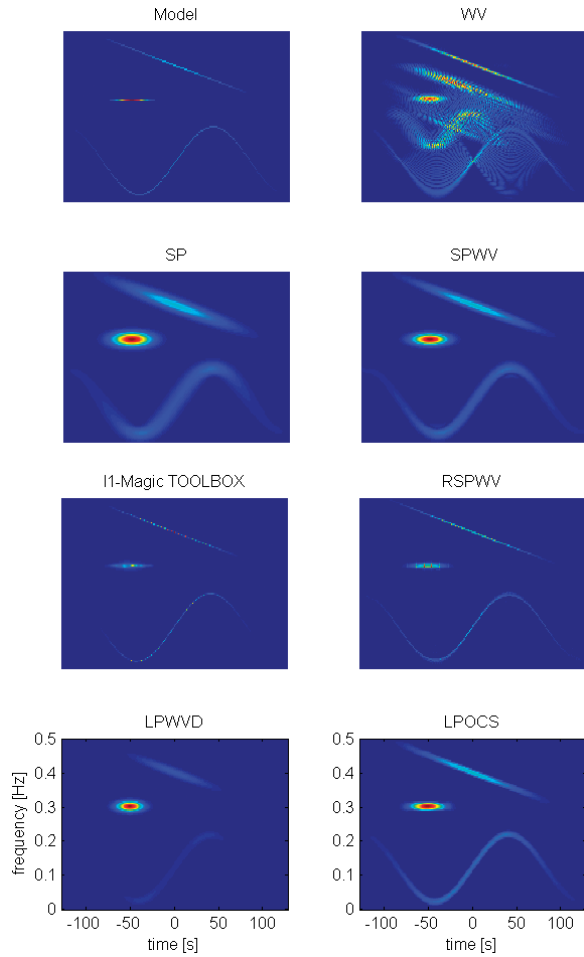 Model
WV
SP
SPWV
l1-Magic TOOLBOX
RSPWV
LPWVD
LPOCS
frequency [Hz]
0.5
0.4
0.3
0.2
0.1
0
-100 -50 0 50 100
time [s]
0.5
0.4
0.3
0.2
0.1
0
-100 -50 0 50 100
time [s]